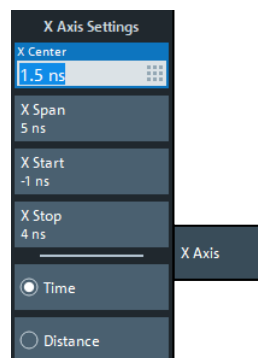 X Axis Settings
X Center
1.5 ns
X Span
5 ns
X Start
-1 ns
X Stop
4 ns
X Axis
Time
Distance